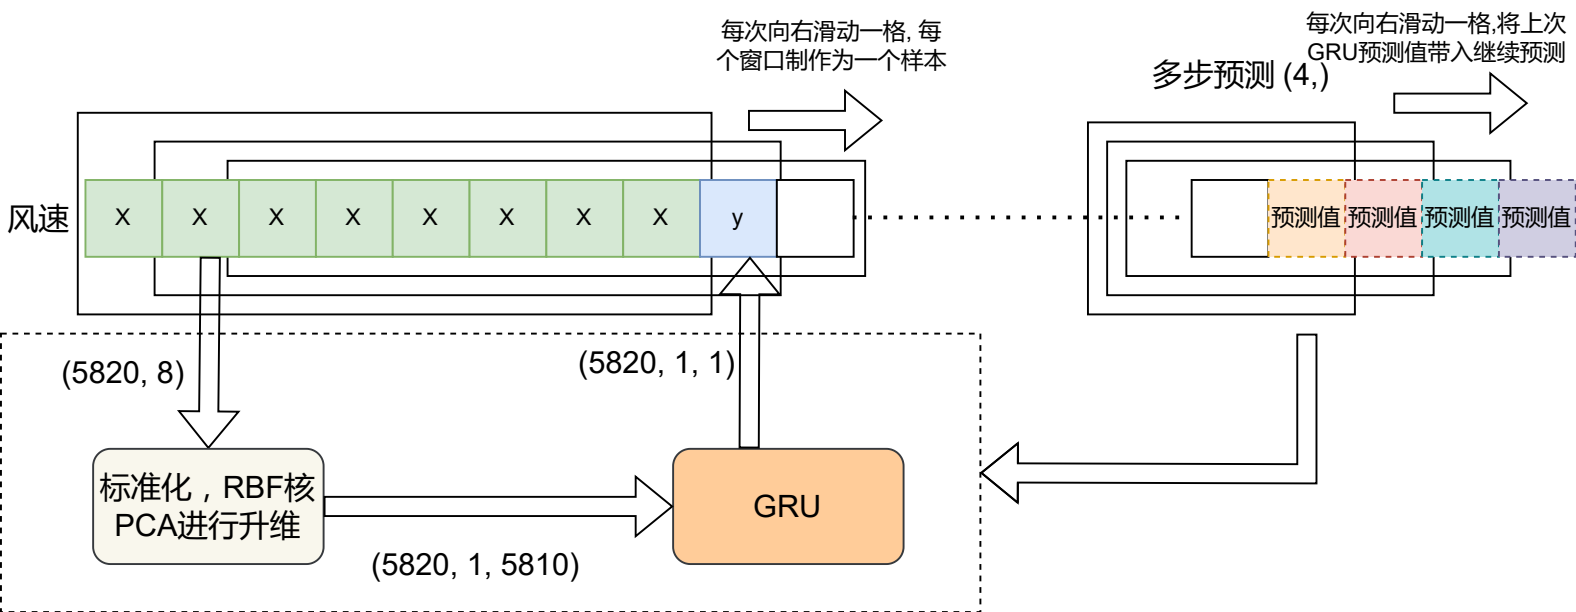 每次向右滑动一格, 每
个窗口制作为一个样本
每次向右滑动一格,将上次
GRU预测值带入继续预测
多步预测 (4,)
风速
X X X X X X X X y
预测值 预测值 预测值 预测值
(5820, 8)
(5820, 1, 1)
标准化，RBF核
PCA进行升维
GRU
(5820, 1, 5810)